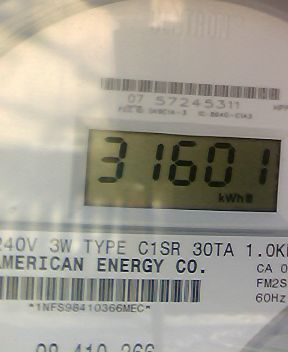 07 57245311
31601
kWh
240V 3W TYPE C1SR 30TA 1.0K
AMERICAN ENERGY CO.
CA 0
FM2S
60Hz
*1NFS98410366MEC*